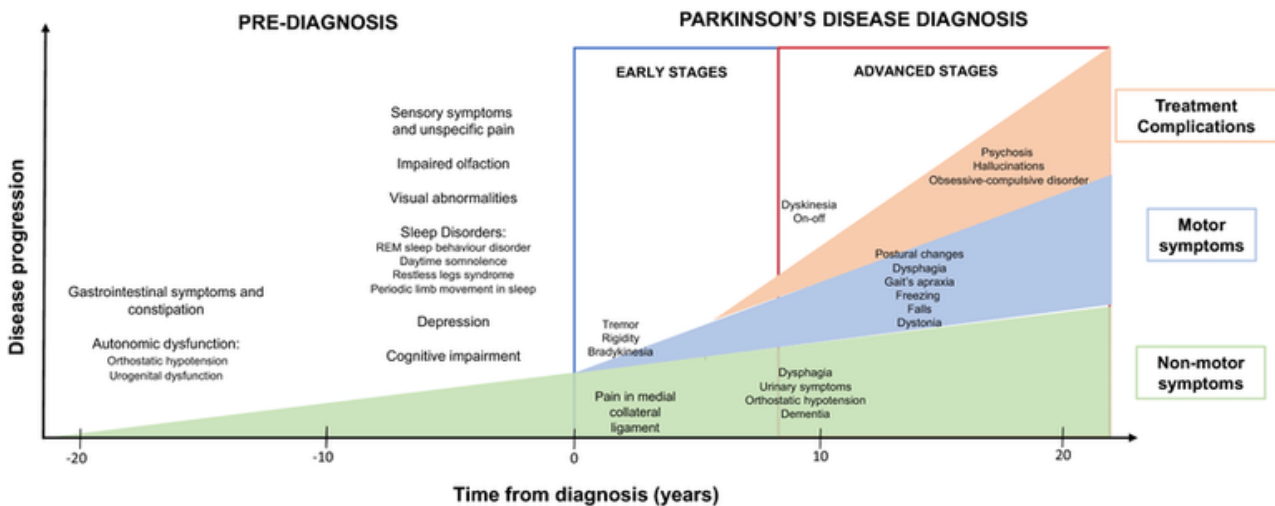 PRE-DIAGNOSIS
PARKINSON'S DISEASE DIAGNOSIS
EARLY STAGES
ADVANCED STAGES
Disease progression
Gastrointestinal symptoms and
constipation
Autonomic dysfunction:
Orthostatic hypotension
Urogenital dysfunction
Sensory symptoms
and unspecific pain
Impaired olfaction
Visual abnormalities
Sleep Disorders:
REM sleep behaviour disorder
Daytime somnolence
Restless legs syndrome
Periodic limb movement in sleep
Depression
Cognitive impairment
Tremor
Rigidity
Bradykinesia
Pain in medial
collateral
ligament
Dyskinesia
On-off
Psychosis
Hallucinations
Obsessive-compulsive disorder
Postural changes
Dysphagia
Gait's apraxia
Freezing
Falls
Dystonia
Dysphagia
Urinary symptoms
Orthostatic hypotension
Dementia
Treatment
Complications
Motor
symptoms
Non-motor
symptoms
-20
-10
0
10
20
Time from diagnosis (years)